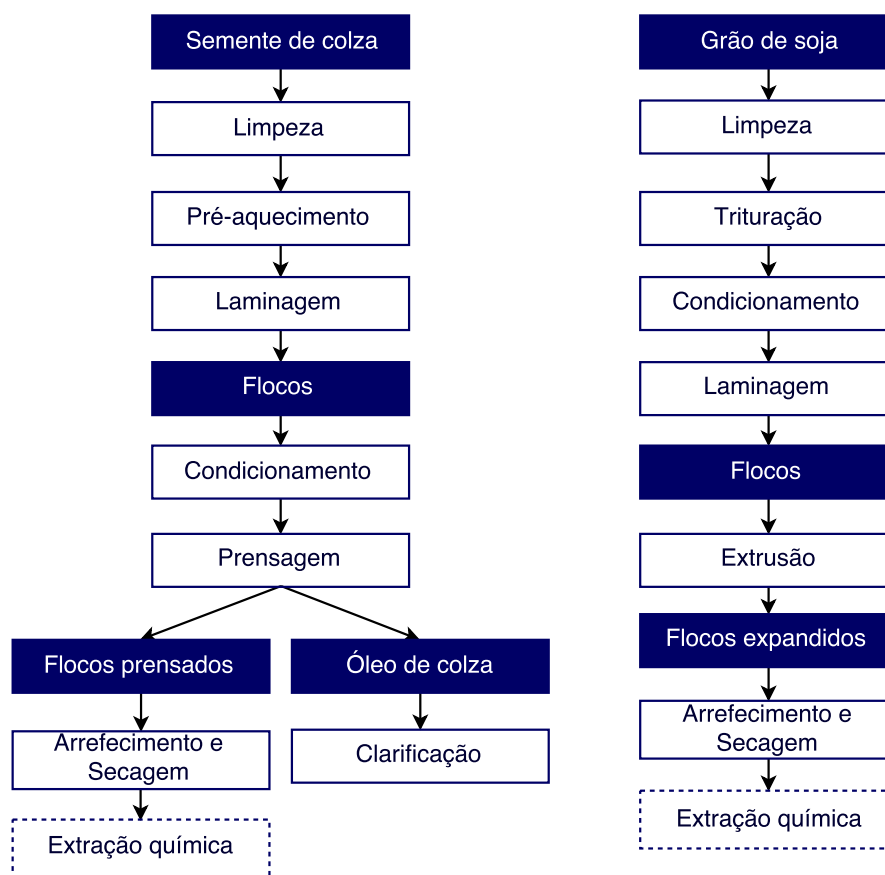 Semente de colza
Limpeza
Pré-aquecimento
Laminagem
Flocos
Condicionamento
Prensagem
Flocos prensados
Arrefecimento e
Secagem
Extração química
Óleo de colza
Clarificação
Grão de soja
Limpeza
Trituração
Condicionamento
Laminagem
Flocos
Extrusão
Flocos expandidos
Arrefecimento e
Secagem
Extração química